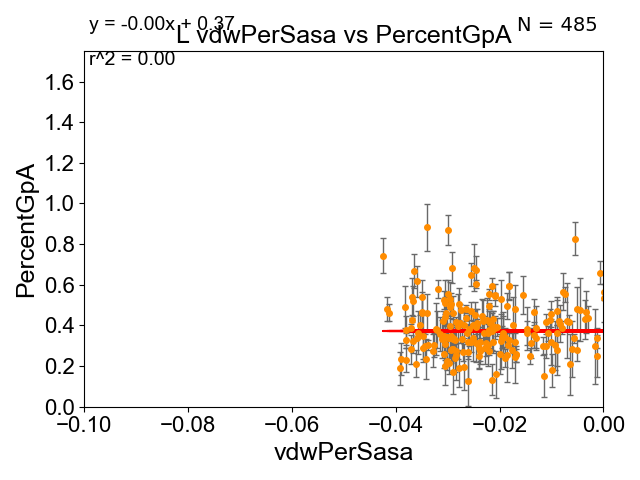 y = -0.00x + 0.37
N = 485
L vdwPerSasa vs PercentGpA
r^2 = 0.00
PercentGpA
1.6
1.4
1.2
1.0
0.8
0.6
0.4
0.2
0.0
−0.10 −0.08 −0.06 −0.04 −0.02 0.00
vdwPerSasa